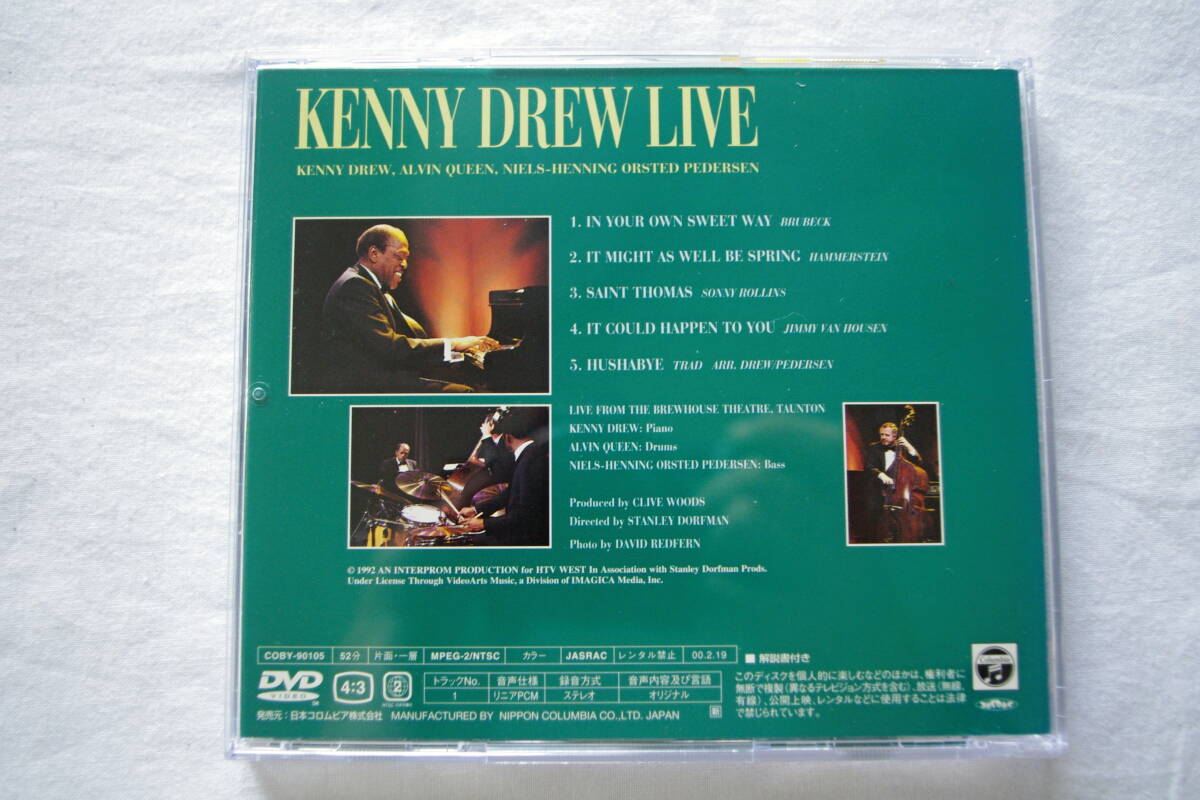 KENNY DREW LIVE
KENNY DREW, ALVIN QUEEN, NIELS-HENNING ORSTED PEDERSEN
1. IN YOUR OWN SWEET WAY BRUBECK
2. IT MIGHT AS WELL BE SPRING HAMMERSTEIN
3. SAINT THOMAS SONNY ROLLINS
4. IT COULD HAPPEN TO YOU JIMMY VAN HOUSEN
5. HUSHABYE TRAD ARR. DREW/PEDERSEN
LIVE FROM THE BREWHOUSE THEATRE, TAUNTON
KENNY DREW: Piano
ALVIN QUEEN: Drums
NIELS-HENNING ORSTED PEDERSEN: Bass
Produced by CLIVE WOODS
Directed by STANLEY DORFMAN
Photo by DAVID REDFERN
© 1992 AN INTERPROM PRODUCTION for HTV WEST In Association with Stanley Dorfman Prods.
Under License Through VideoArts Music, a Division of IMAGICA Media, Inc.
COBY-90105 52分 片面・一層 MPEG-2/NTSC カラー JASRAC レンタル禁止 00.2.19 ■ 解説書付き
DVD VIDEO 4:3 2
トラックNo. 音声仕様 録音方式 音声内容及び言語
1 リニアPCM ステレオ オリジナル
発売元：日本コロムビア株式会社 MANUFACTURED BY NIPPON COLUMBIA CO.,LTD. JAPAN 新
このディスクを個人的に楽しむなどのほかは、権利者に
無断で複製（異なるテレビジョン方式を含む）、放送（無線、
有線）、公開上映、レンタルなどに使用することは法律
で禁じられています。
Columbia